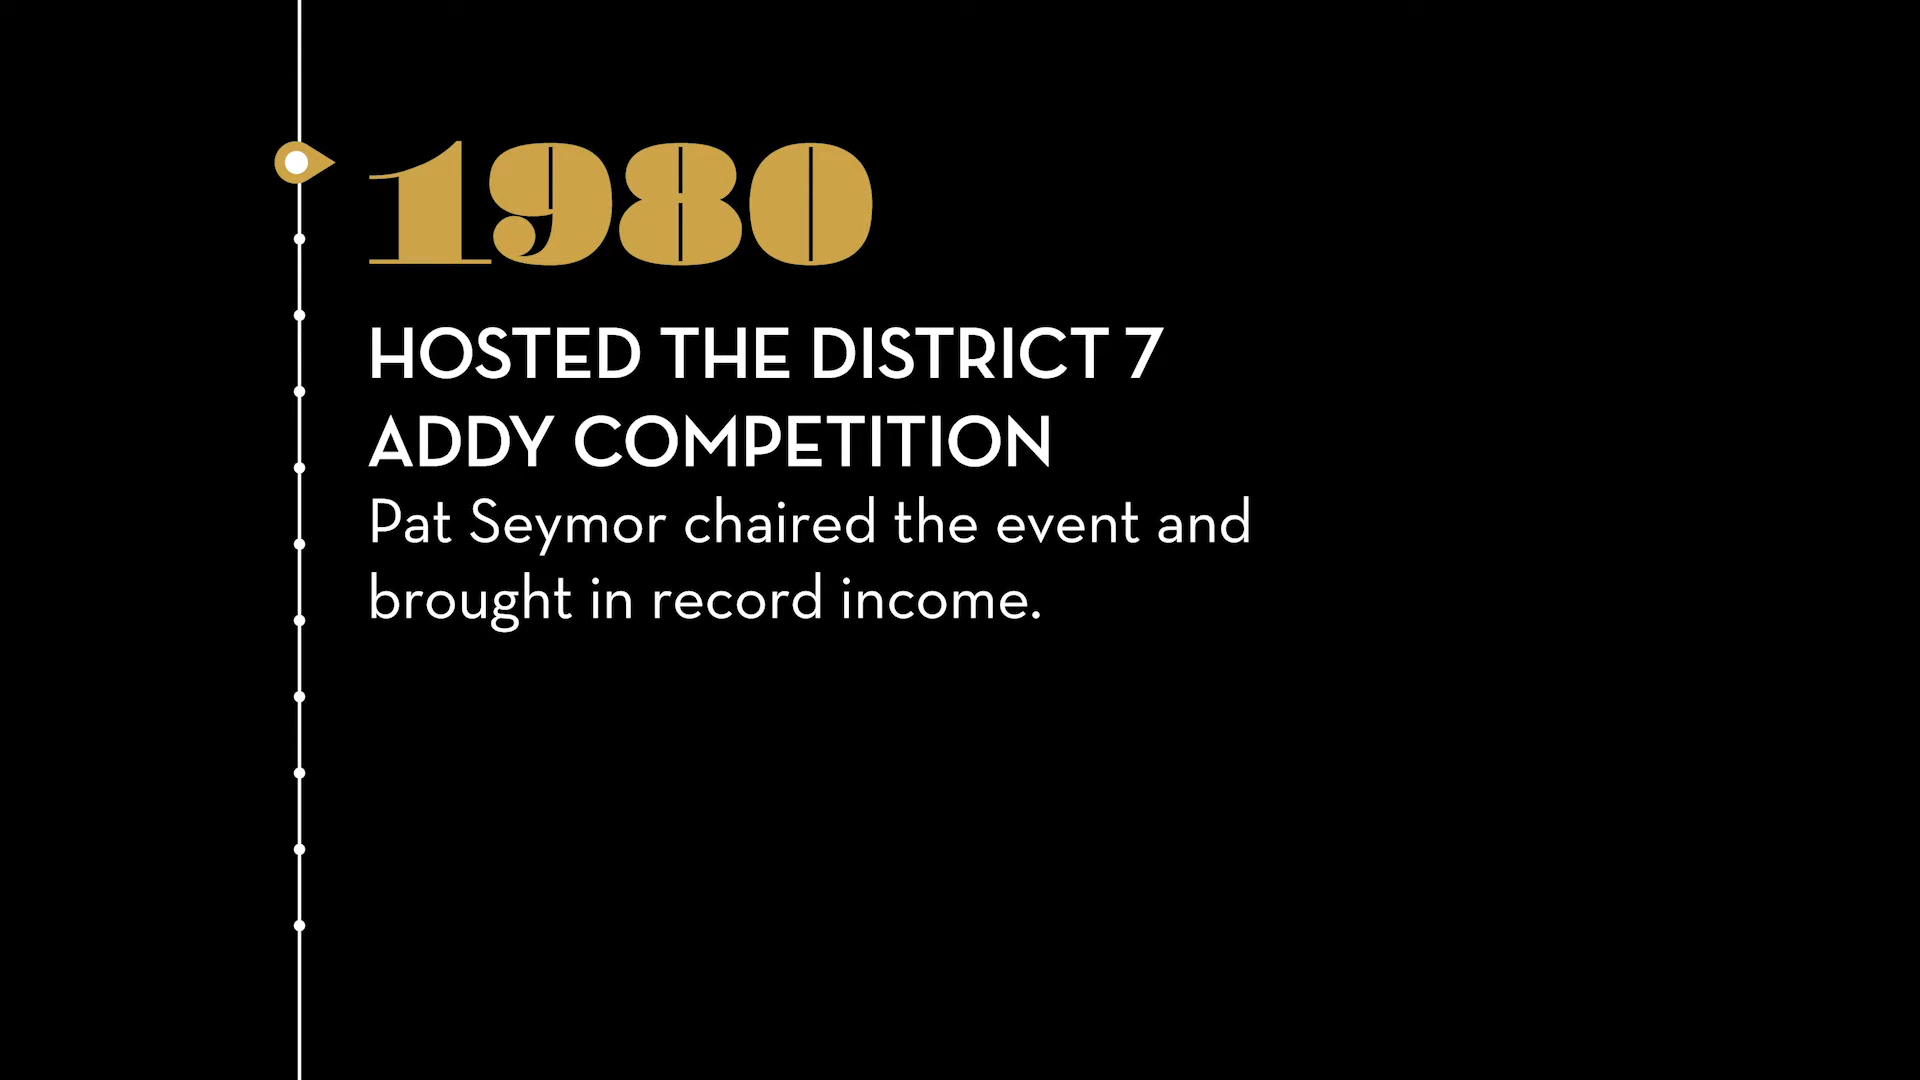 1980
HOSTED THE DISTRICT 7
ADDY COMPETITION
Pat Seymor chaired the event and
brought in record income.